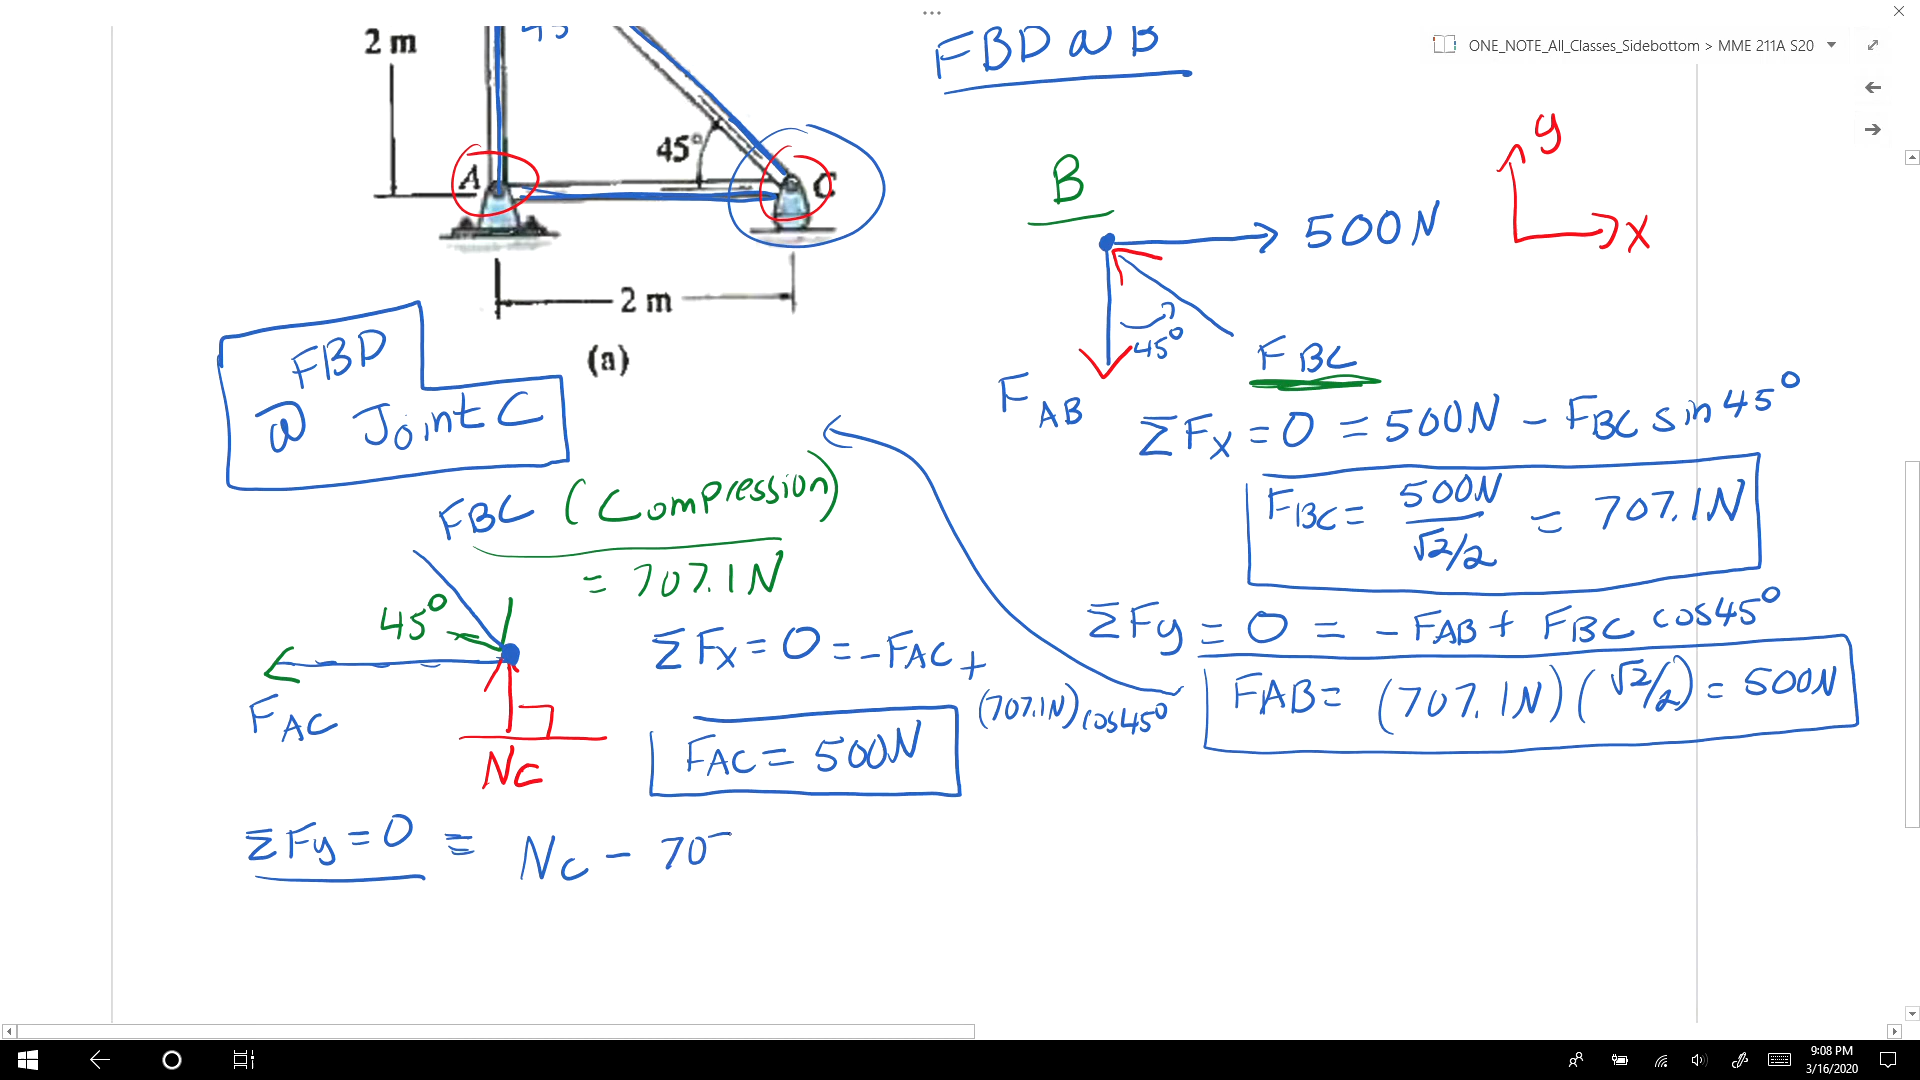 ONE_NOTE_All_Classes_Sidebottom > MME 211A S20
2 m
45
FBD @ B
y
x
45°
A
C
B
500N
2 m
45°
F BC
F AB
(a)
FBD
@ Joint C
ΣFx = 0 = 500N - FBC sin 45°
FBC = 500N / √2/2 = 707.1N
FBC (Compression)
= 707.1N
45°
FAC
ΣFx = 0 = -FAC +
(707.1N) cos45°
FAC = 500N
NC
ΣFy = 0 = -FAB + FBC cos45°
FAB = (707.1N)(√2/2) = 500N
ΣFy = 0 = NC - 70
9:08 PM
3/16/2020